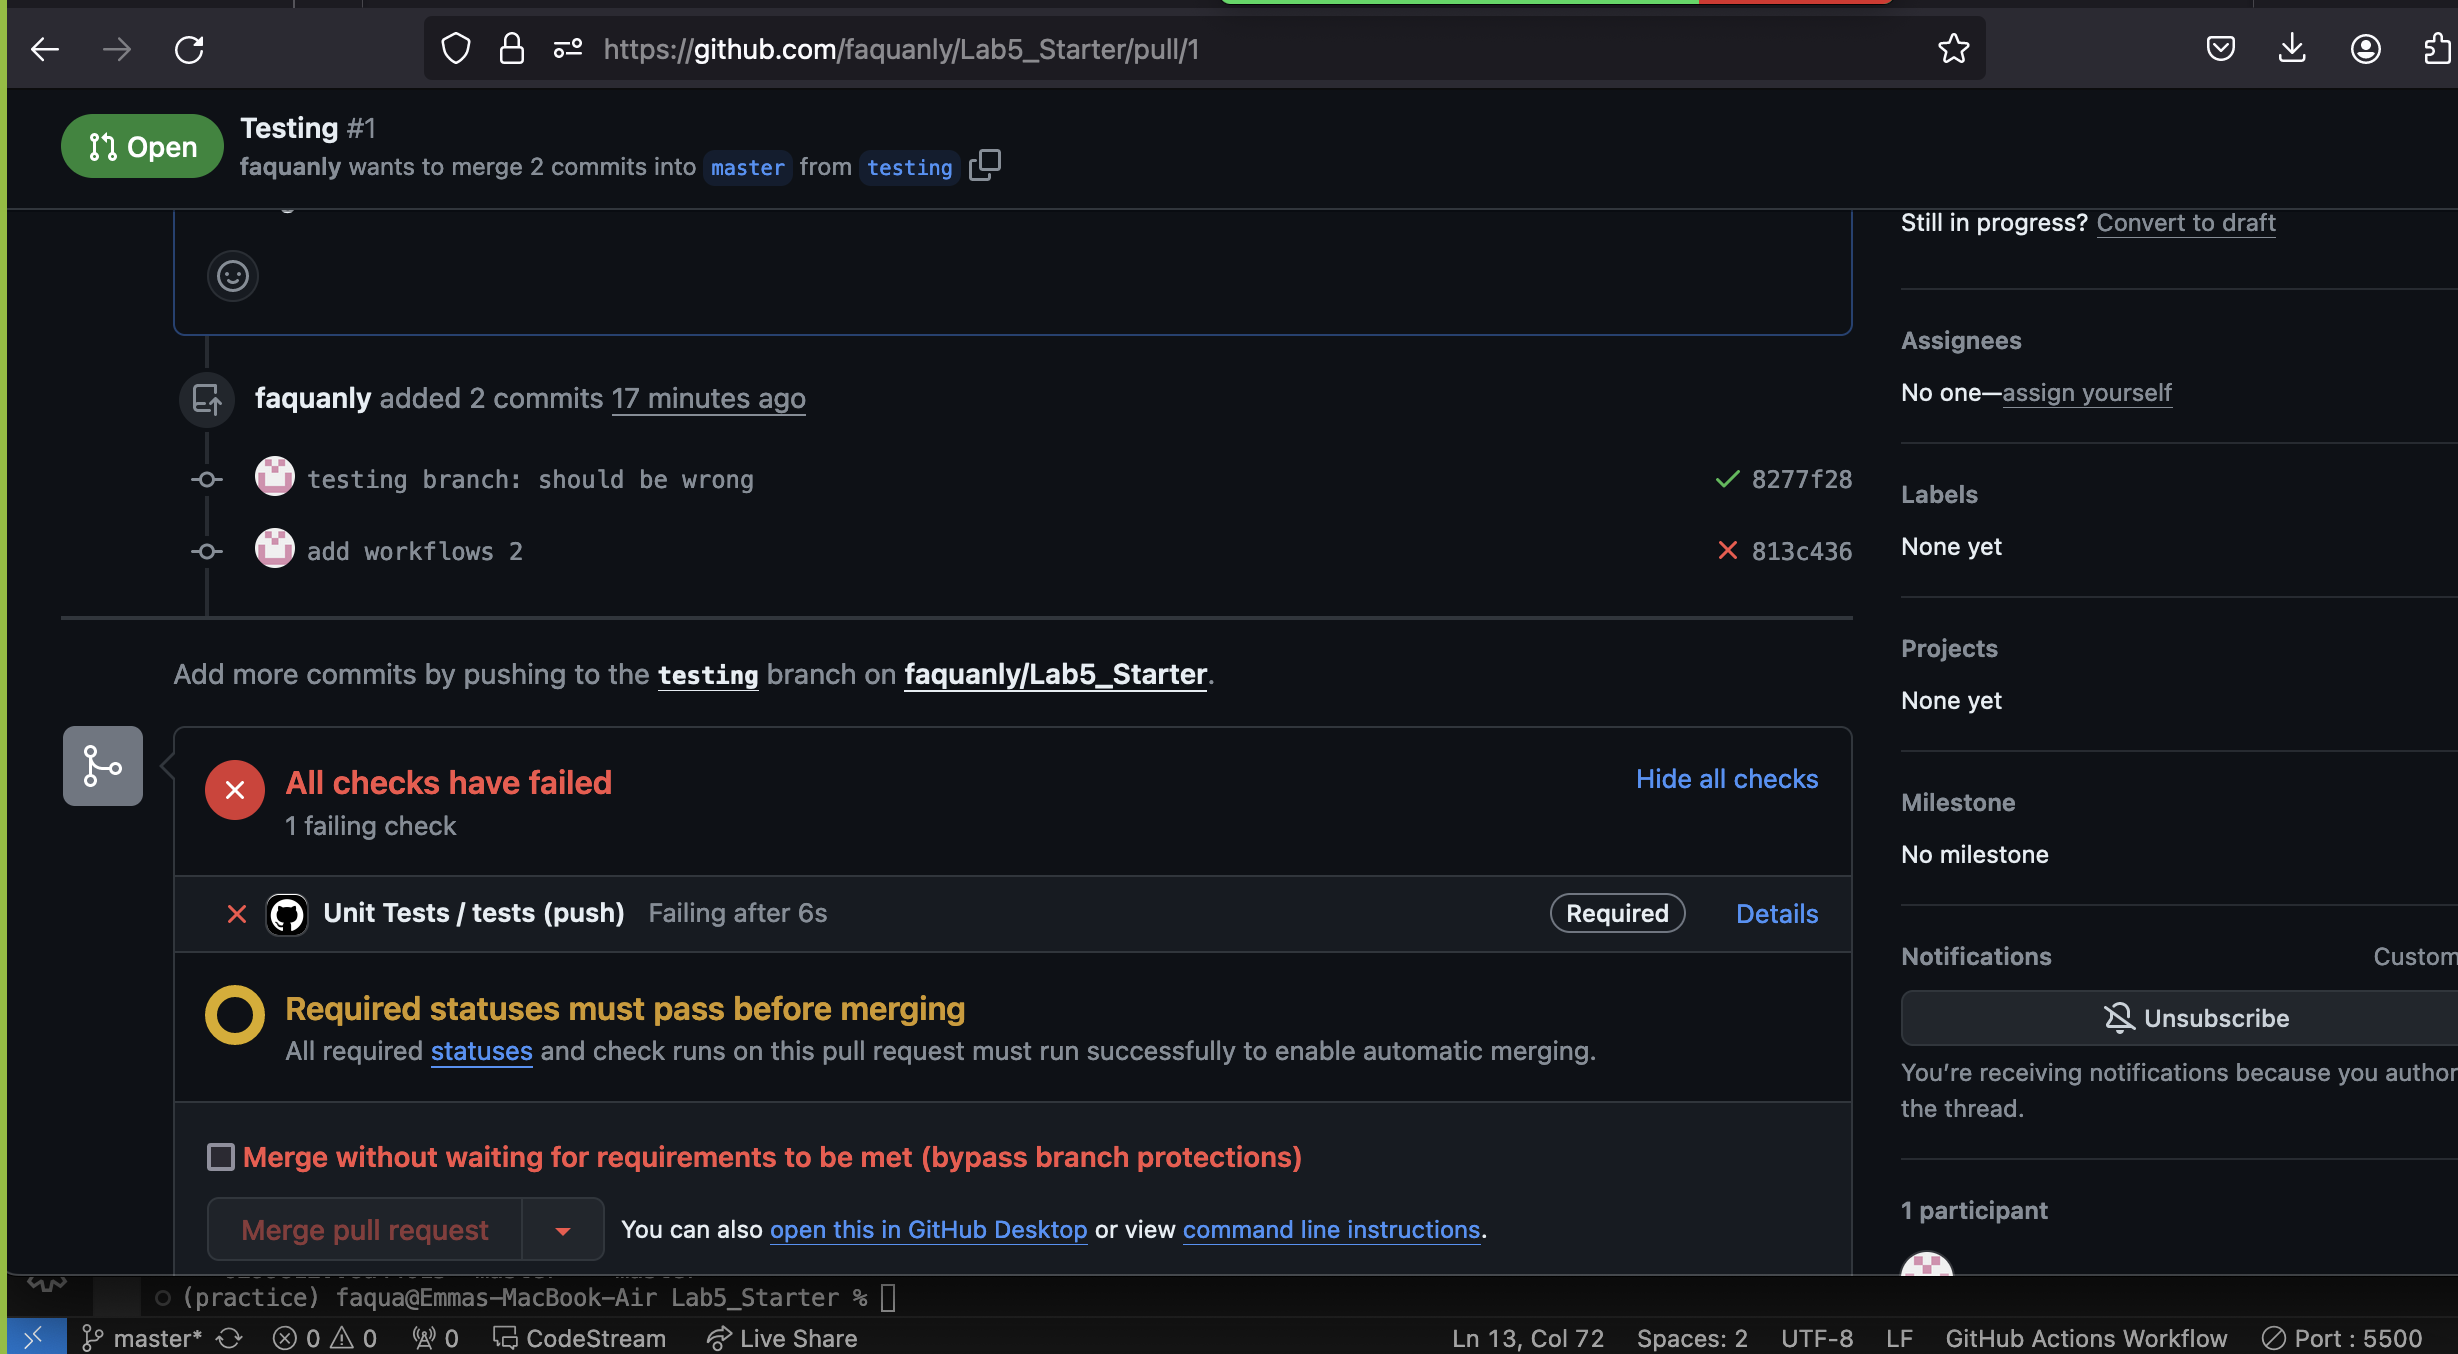 https://github.com/faquanly/Lab5_Starter/pull/1
Open
Testing #1
faquanly wants to merge 2 commits into master from testing
Still in progress? Convert to draft
Assignees
No one—assign yourself
faquanly added 2 commits 17 minutes ago
testing branch: should be wrong 8277f28
Labels
None yet
add workflows 2 813c436
Projects
None yet
Add more commits by pushing to the testing branch on faquanly/Lab5_Starter.
All checks have failed
Hide all checks
1 failing check
Milestone
No milestone
Unit Tests / tests (push) Failing after 6s Required Details
Notifications
Custom
Required statuses must pass before merging
All required statuses and check runs on this pull request must run successfully to enable automatic merging.
Unsubscribe
You're receiving notifications because you author
the thread.
Merge without waiting for requirements to be met (bypass branch protections)
Merge pull request
You can also open this in GitHub Desktop or view command line instructions.
1 participant
(practice) faqua@Emmas-MacBook-Air Lab5_Starter %
master* 0 0 0 CodeStream Live Share Ln 13, Col 72 Spaces: 2 UTF-8 LF GitHub Actions Workflow Port : 5500